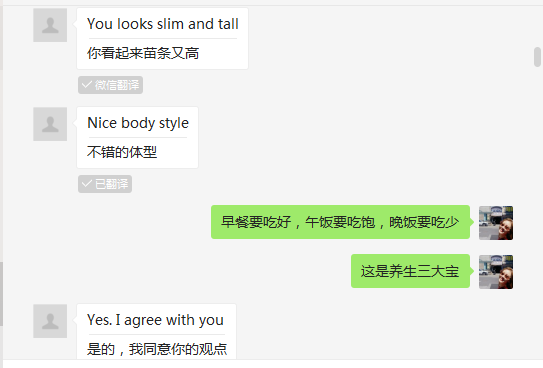 You looks slim and tall
你看起来苗条又高
微信翻译
Nice body style
不错的体型
已翻译
早餐要吃好，午饭要吃饱，晚饭要吃少
这是养生三大宝
Yes. I agree with you
是的，我同意你的观点